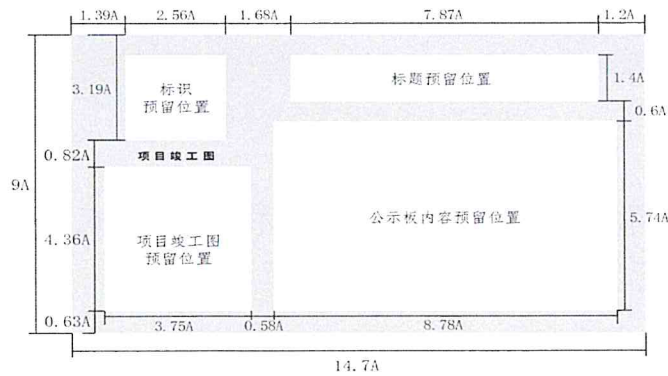 1.39A 2.56A 1.68A 7.87A 1.2A
标识
预留位置
标题预留位置
3.19A
1.4A
0.6A
0.82A
项目竣工图
9A
公示板内容预留位置
5.74A
4.36A
项目竣工图
预留位置
0.63A
3.75A 0.58A 8.78A
14.7A